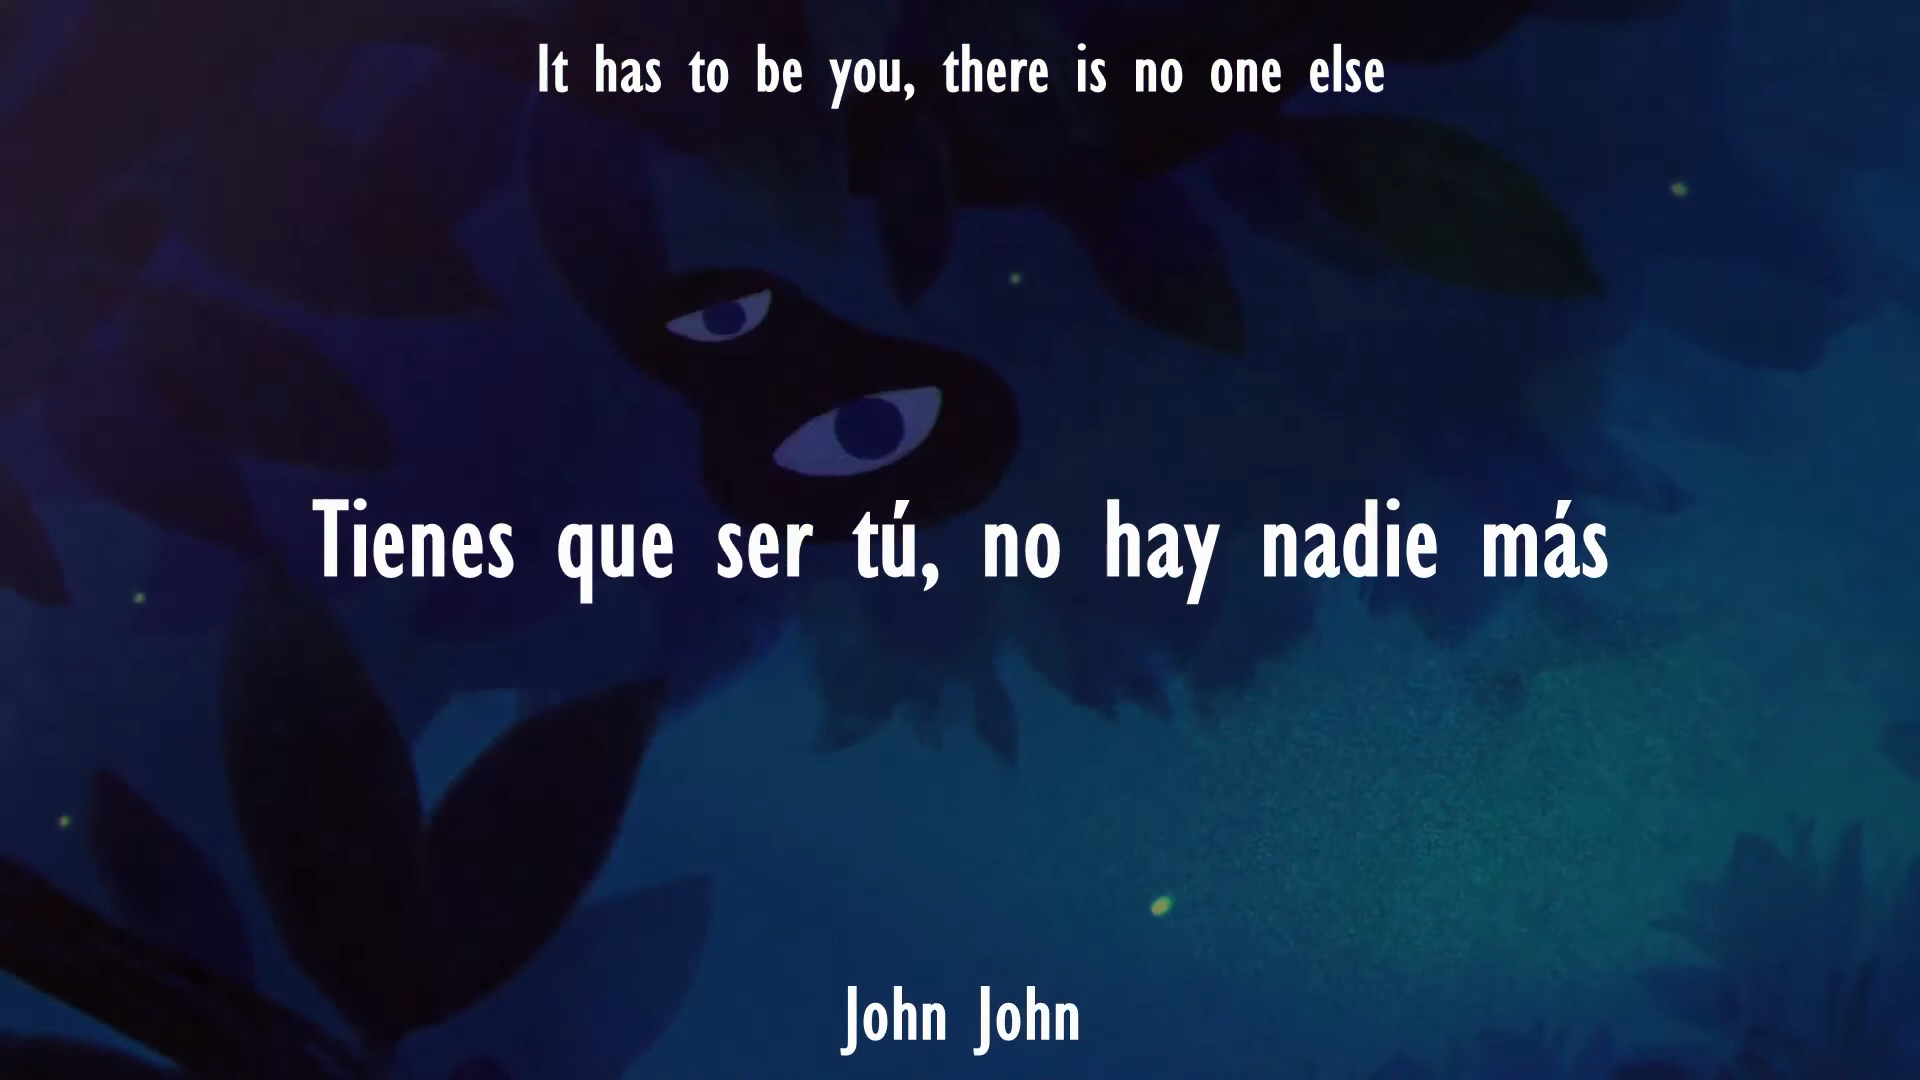 It has to be you, there is no one else
Tienes que ser tú, no hay nadie más
John John